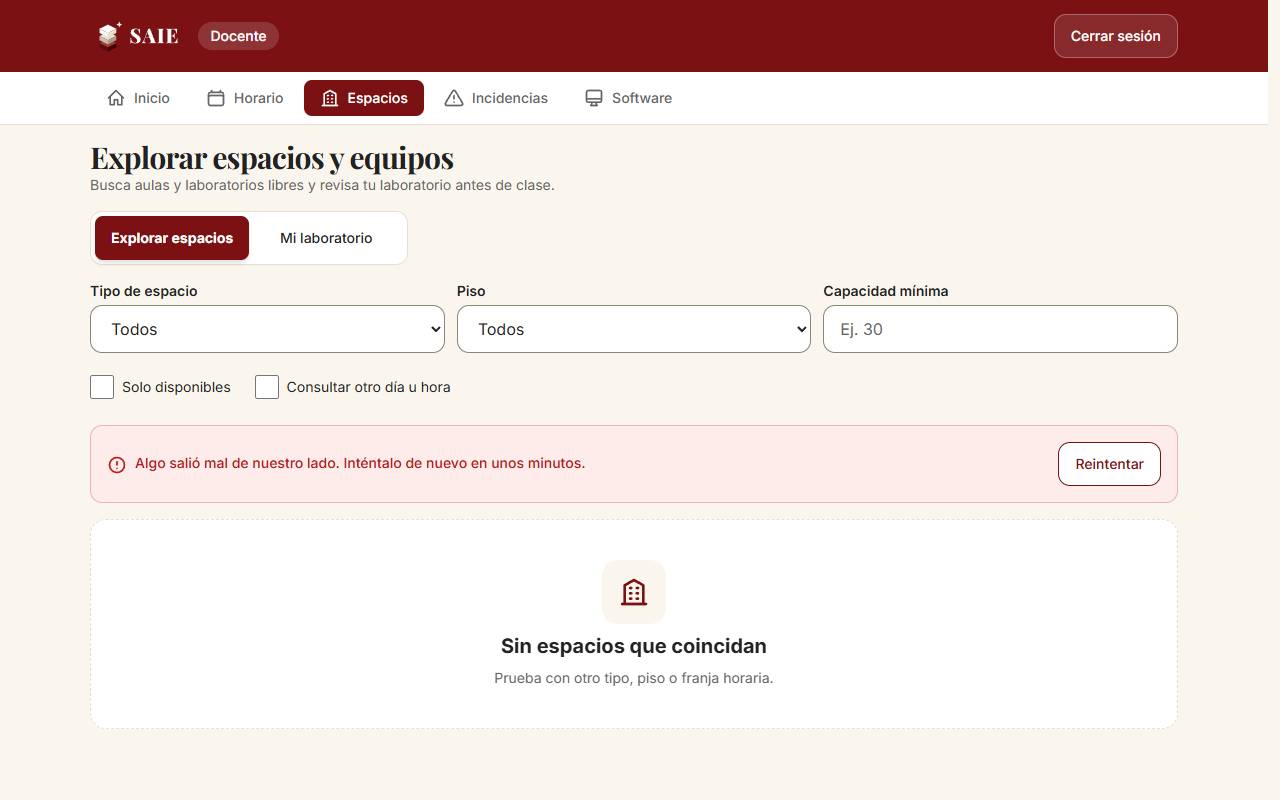 SAIE
Docente
Cerrar sesión
Inicio
Horario
Espacios
Incidencias
Software
Explorar espacios y equipos
Busca aulas y laboratorios libres y revisa tu laboratorio antes de clase.
Explorar espacios
Mi laboratorio
Tipo de espacio
Piso
Capacidad mínima
Todos
Todos
Ej. 30
Solo disponibles
Consultar otro día u hora
Algo salió mal de nuestro lado. Inténtalo de nuevo en unos minutos.
Reintentar
Sin espacios que coincidan
Prueba con otro tipo, piso o franja horaria.